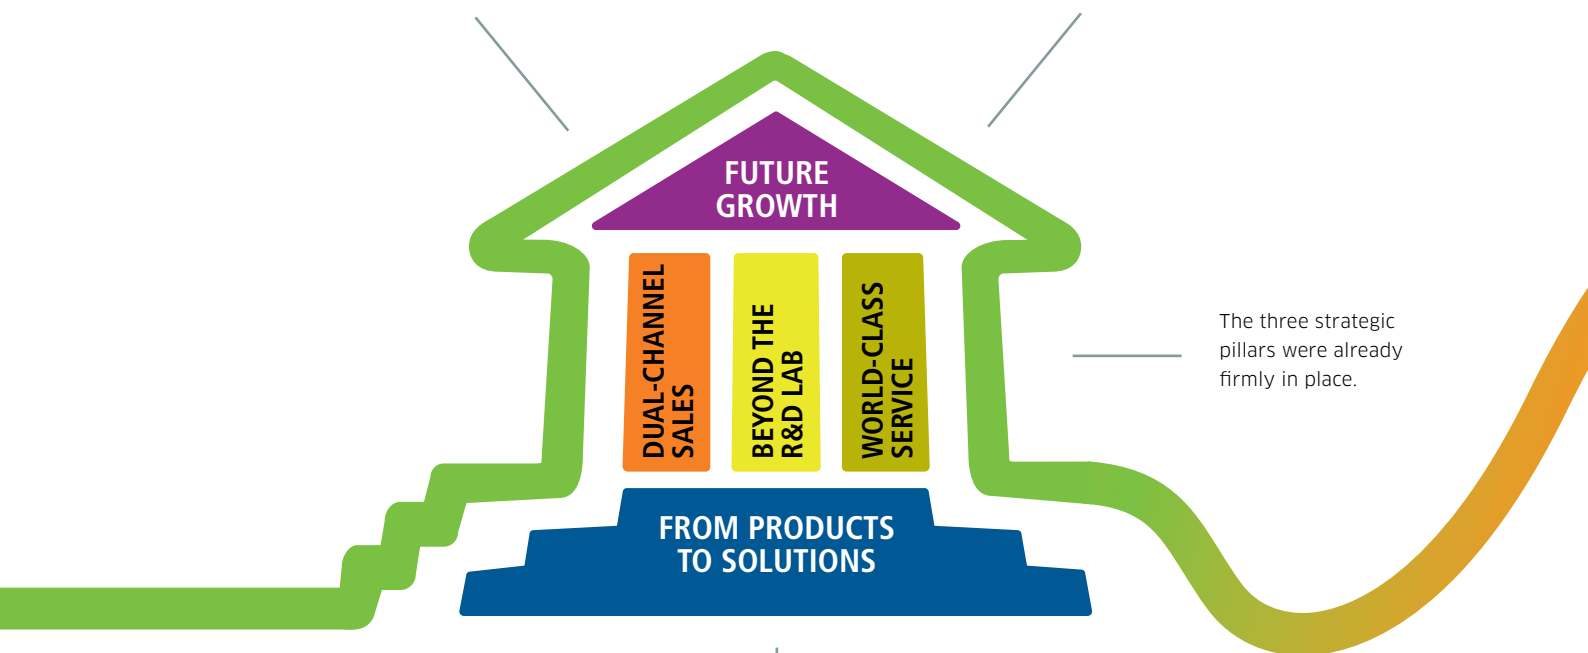 FUTURE
GROWTH
DUAL-CHANNEL
SALES
BEYOND THE
R&D LAB
WORLD-CLASS
SERVICE
The three strategic
pillars were already
firmly in place.
FROM PRODUCTS
TO SOLUTIONS